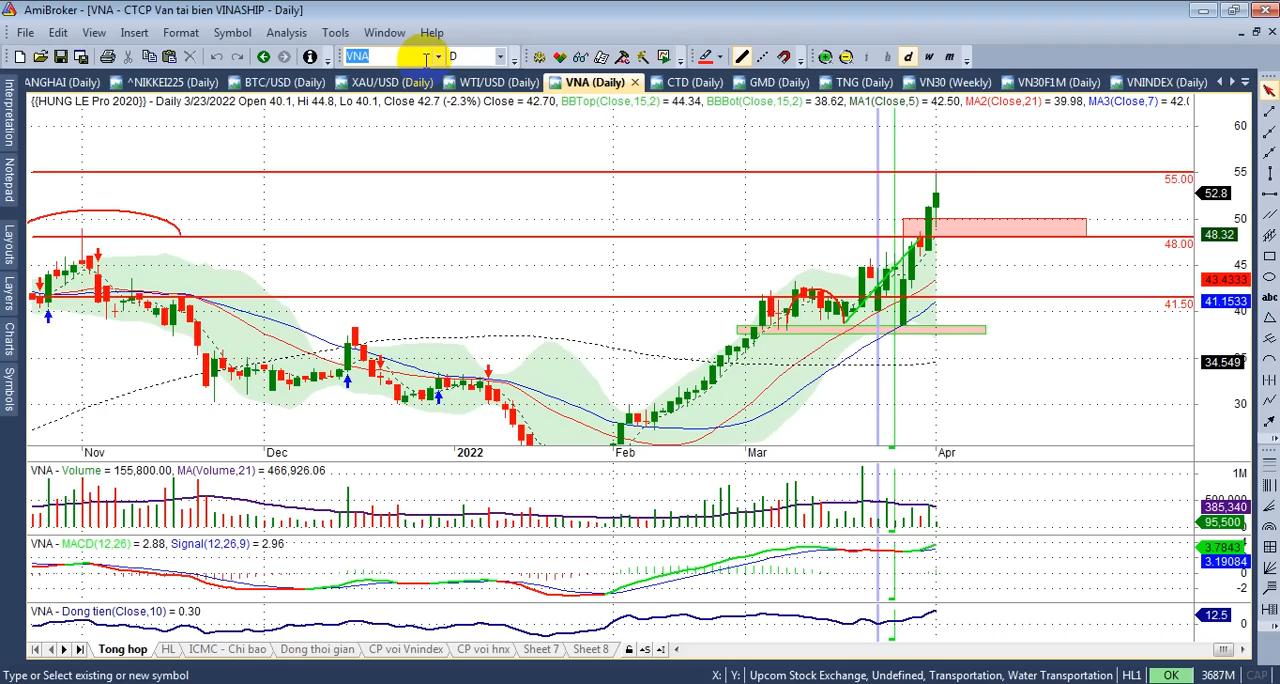 AmiBroker - [VNA - CTCP Van tai bien VINASHIP - Daily]
File Edit View Insert Format Symbol Analysis Tools Window Help
VNA D d w m
ANGHAI (Daily) ^NIKKEI225 (Daily) BTC/USD (Daily) XAU/USD (Daily) WTI/USD (Daily) VNA (Daily) CTD (Daily) GMD (Daily) TNG (Daily) VN30 (Weekly) VN30F1M (Daily) VNINDEX (Daily)
{{HUNG LE Pro 2020}} - Daily 3/23/2022 Open 40.1, Hi 44.8, Lo 40.1, Close 42.7 (-2.3%) Close = 42.70, BBTop(Close,15,2) = 44.34, BBBot(Close,15,2) = 38.62, MA1(Close,5) = 42.50, MA2(Close,21) = 39.98, MA3(Close,7) = 42.0
Interpretation
Notepad
Layouts
Layers
Charts
Symbols
60
55
55.00
52.8
50
48.32
48.00
45
43.4333
41.1533
41.50
40
34.549
30
abc
Nov Dec 2022 Feb Mar Apr
VNA - Volume = 155,800.00, MA(Volume,21) = 466,926.06
1M
385,340
95,500
VNA - MACD(12,26) = 2.88, Signal(12,26,9) = 2.96
3.7843
3.19084
0
-2
VNA - Dong tien(Close,10) = 0.30
12.5
0
Tong hop HL ICMC - Chi bao Dong thoi gian CP voi Vnindex CP voi hnx Sheet 7 Sheet 8
Type or Select existing or new symbol X: Y: Upcom Stock Exchange, Undefined, Transportation, Water Transportation HL1 OK 3687M CAP